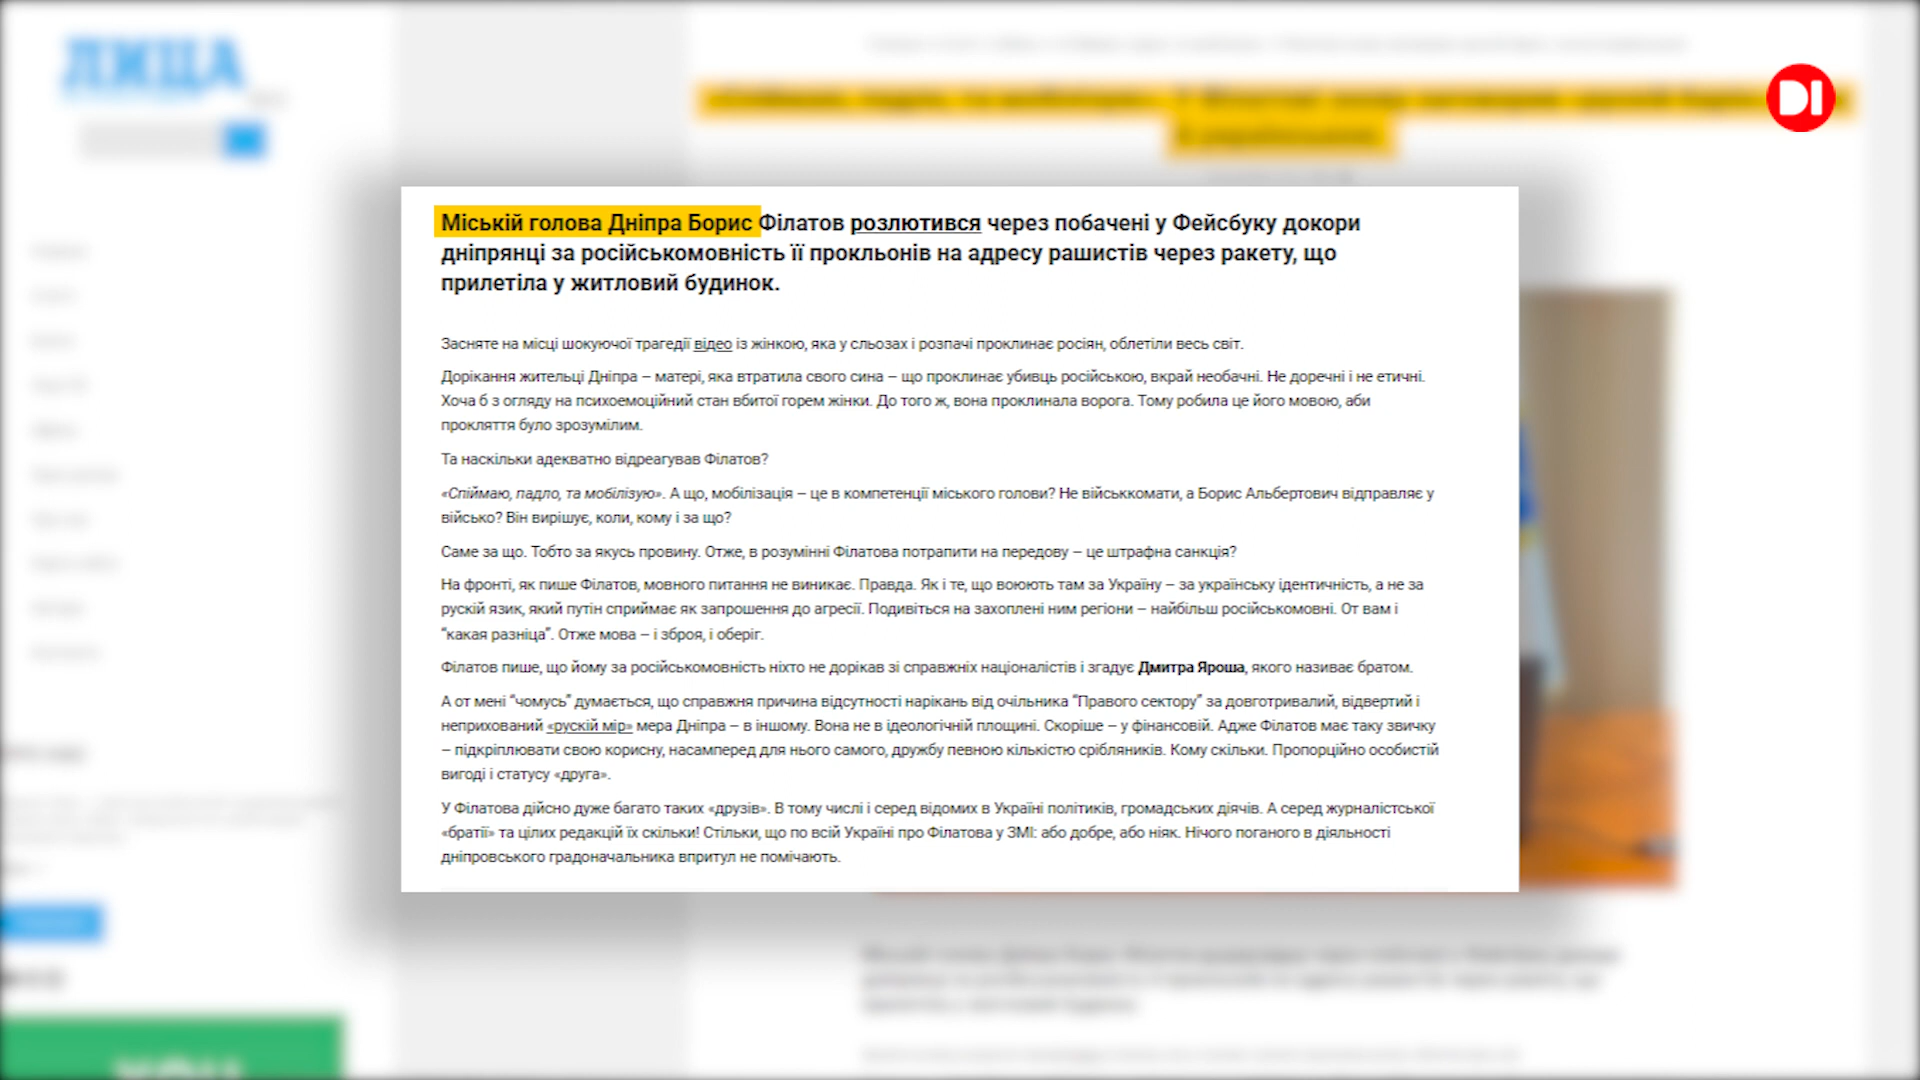 ЛИЦА
DI
Міській голова Дніпра Борис Філатов розлютився через побачені у Фейсбуку докори
дніпрянці за російськомовність її прокльонів на адресу рашистів через ракету, що
прилетіла у житловий будинок.
Засняте на місці шокуючої трагедії відео із жінкою, яка у сльозах і розпачі проклинає росіян, облетіли весь світ.
Дорікання жительці Дніпра – матері, яка втратила свого сина – що проклинає убивць російською, вкрай необачні. Не доречні і не етичні.
Хоча б з огляду на психоемоційний стан вбитої горем жінки. До того ж, вона проклинала ворога. Тому робила це його мовою, аби
прокляття було зрозумілим.
Та наскільки адекватно відреагував Філатов?
«Спіймаю, падло, та мобілізую». А що, мобілізація – це в компетенції міського голови? Не військкомати, а Борис Альбертович відправляє у
військо? Він вирішує, коли, кому і за що?
Саме за що. Тобто за якусь провину. Отже, в розумінні Філатова потрапити на передову – це штрафна санкція?
На фронті, як пише Філатов, мовного питання не виникає. Правда. Як і те, що воюють там за Україну – за українську ідентичність, а не за
рускій язик, який путін сприймає як запрошення до агресії. Подивіться на захоплені ним регіони – найбільш російськомовні. От вам і
“какая разніца”. Отже мова – і зброя, і оберіг.
Філатов пише, що йому за російськомовність ніхто не дорікав зі справжніх націоналістів і згадує Дмитра Яроша, якого називає братом.
А от мені “чомусь” думається, що справжня причина відсутності нарікань від очільника “Правого сектору” за довготривалий, відвертий і
неприхований «рускій мір» мера Дніпра – в іншому. Вона не в ідеологічній площині. Скоріше – у фінансовій. Адже Філатов має таку звичку
– підкріплювати свою корисну, насамперед для нього самого, дружбу певною кількістю срібляників. Кому скільки. Пропорційно особистій
вигоді і статусу «друга».
У Філатова дійсно дуже багато таких «друзів». В тому числі і серед відомих в Україні політиків, громадських діячів. А серед журналістської
«братії» та цілих редакцій їх скільки! Стільки, що по всій Україні про Філатова у ЗМІ: або добре, або ніяк. Нічого поганого в діяльності
дніпровського градоначальника впритул не помічають.